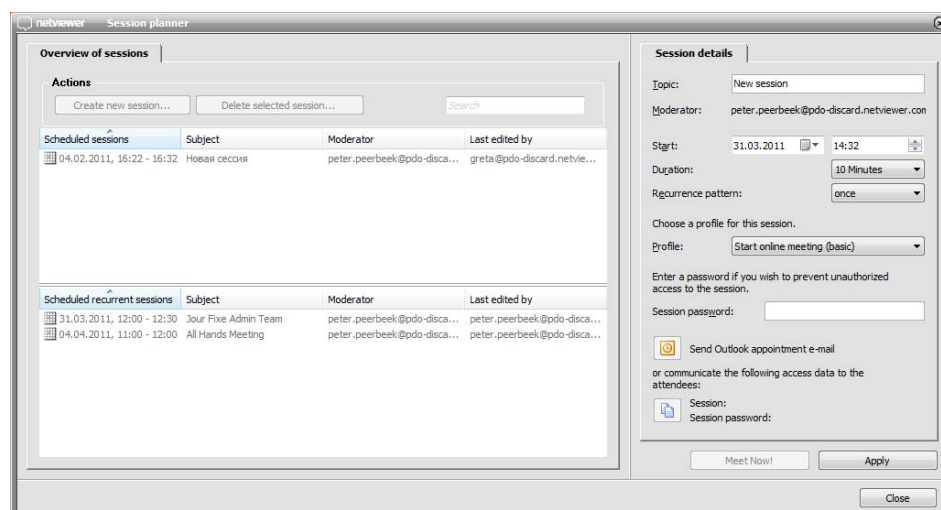 netviewer Session planner
Overview of sessions
Actions
Create new session...
Delete selected session...
Search
Scheduled sessions Subject Moderator Last edited by
04.02.2011, 16:22 - 16:32 Новая сессия peter.peerbeek@pdo-disca... greta@pdo-discard.netvie...
Scheduled recurrent sessions Subject Moderator Last edited by
31.03.2011, 12:00 - 12:30 Jour Fixe Admin Team peter.peerbeek@pdo-disca... peter.peerbeek@pdo-disca...
04.04.2011, 11:00 - 12:00 All Hands Meeting peter.peerbeek@pdo-disca... peter.peerbeek@pdo-disca...
Session details
Topic: New session
Moderator: peter.peerbeek@pdo-discard.netviewer.con
Start: 31.03.2011 14:32
Duration: 10 Minutes
Recurrence pattern: once
Choose a profile for this session.
Profile: Start online meeting (basic)
Enter a password if you wish to prevent unauthorized
access to the session.
Session password:
Send Outlook appointment e-mail
or communicate the following access data to the
attendees:
Session:
Session password:
Meet Now!
Apply
Close